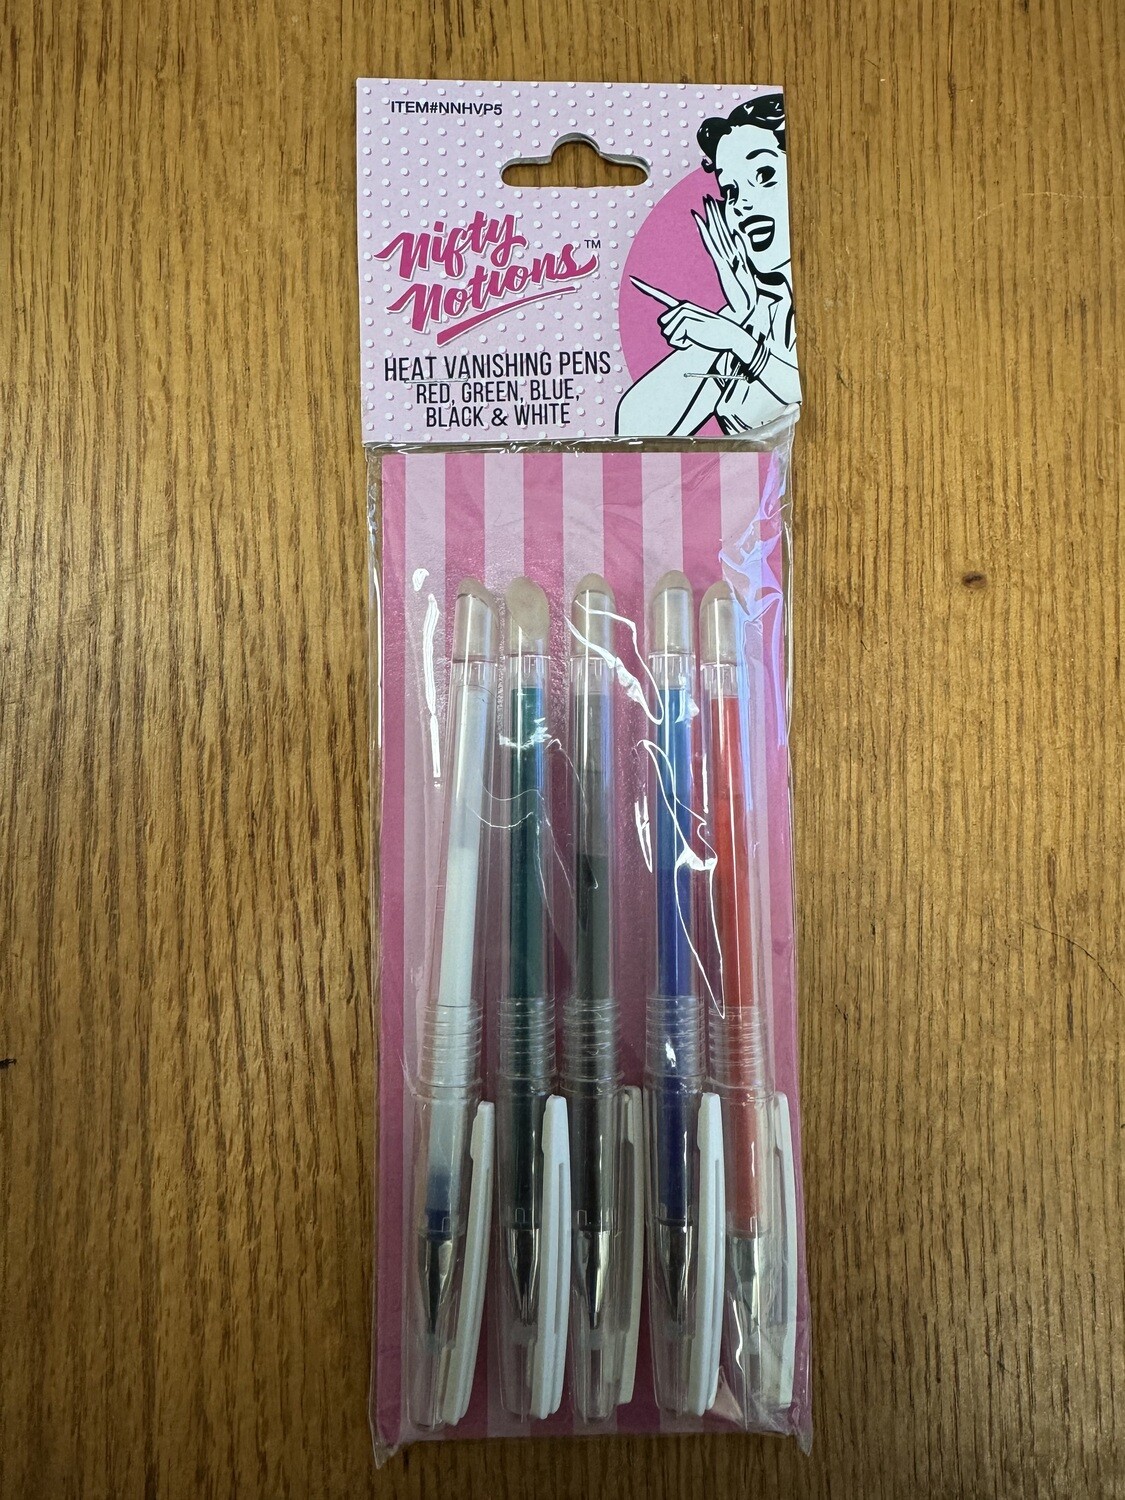 ITEM#NNHVP5
Nifty
Notions™
HEAT VANISHING PENS
RED, GREEN, BLUE,
BLACK & WHITE